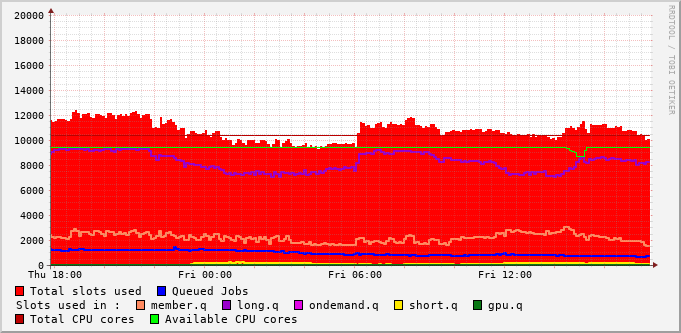 20000
18000
16000
14000
12000
10000
8000
6000
4000
2000
0
Thu 18:00 Fri 00:00 Fri 06:00 Fri 12:00
Total slots used Queued Jobs
Slots used in : member.q long.q ondemand.q short.q gpu.q
Total CPU cores Available CPU cores
RRDTOOL / TOBI OETIKER